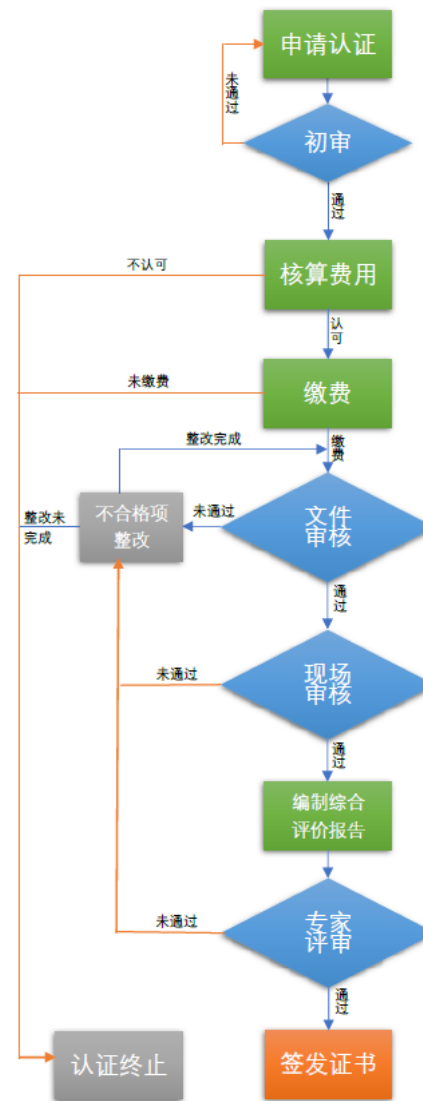 申请认证
未通过
初审
通过
不认可
核算费用
认可
未缴费
缴费
整改完成
缴费
整改未
完成
不合格项
整改
未通过
文件
审核
通过
未通过
现场
审核
通过
编制综合
评价报告
未通过
专家
评审
通过
认证终止
签发证书